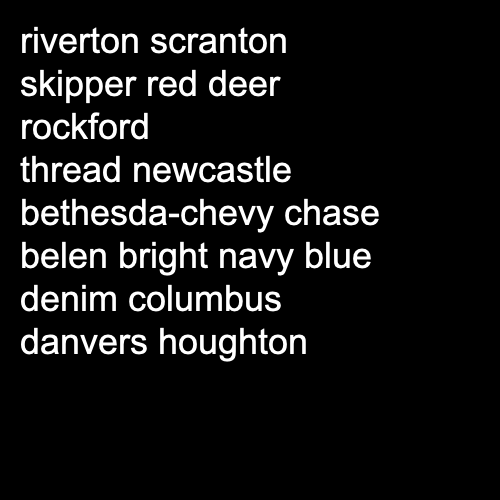 riverton scranton
skipper red deer
rockford
thread newcastle
bethesda-chevy chase
belen bright navy blue
denim columbus
danvers houghton